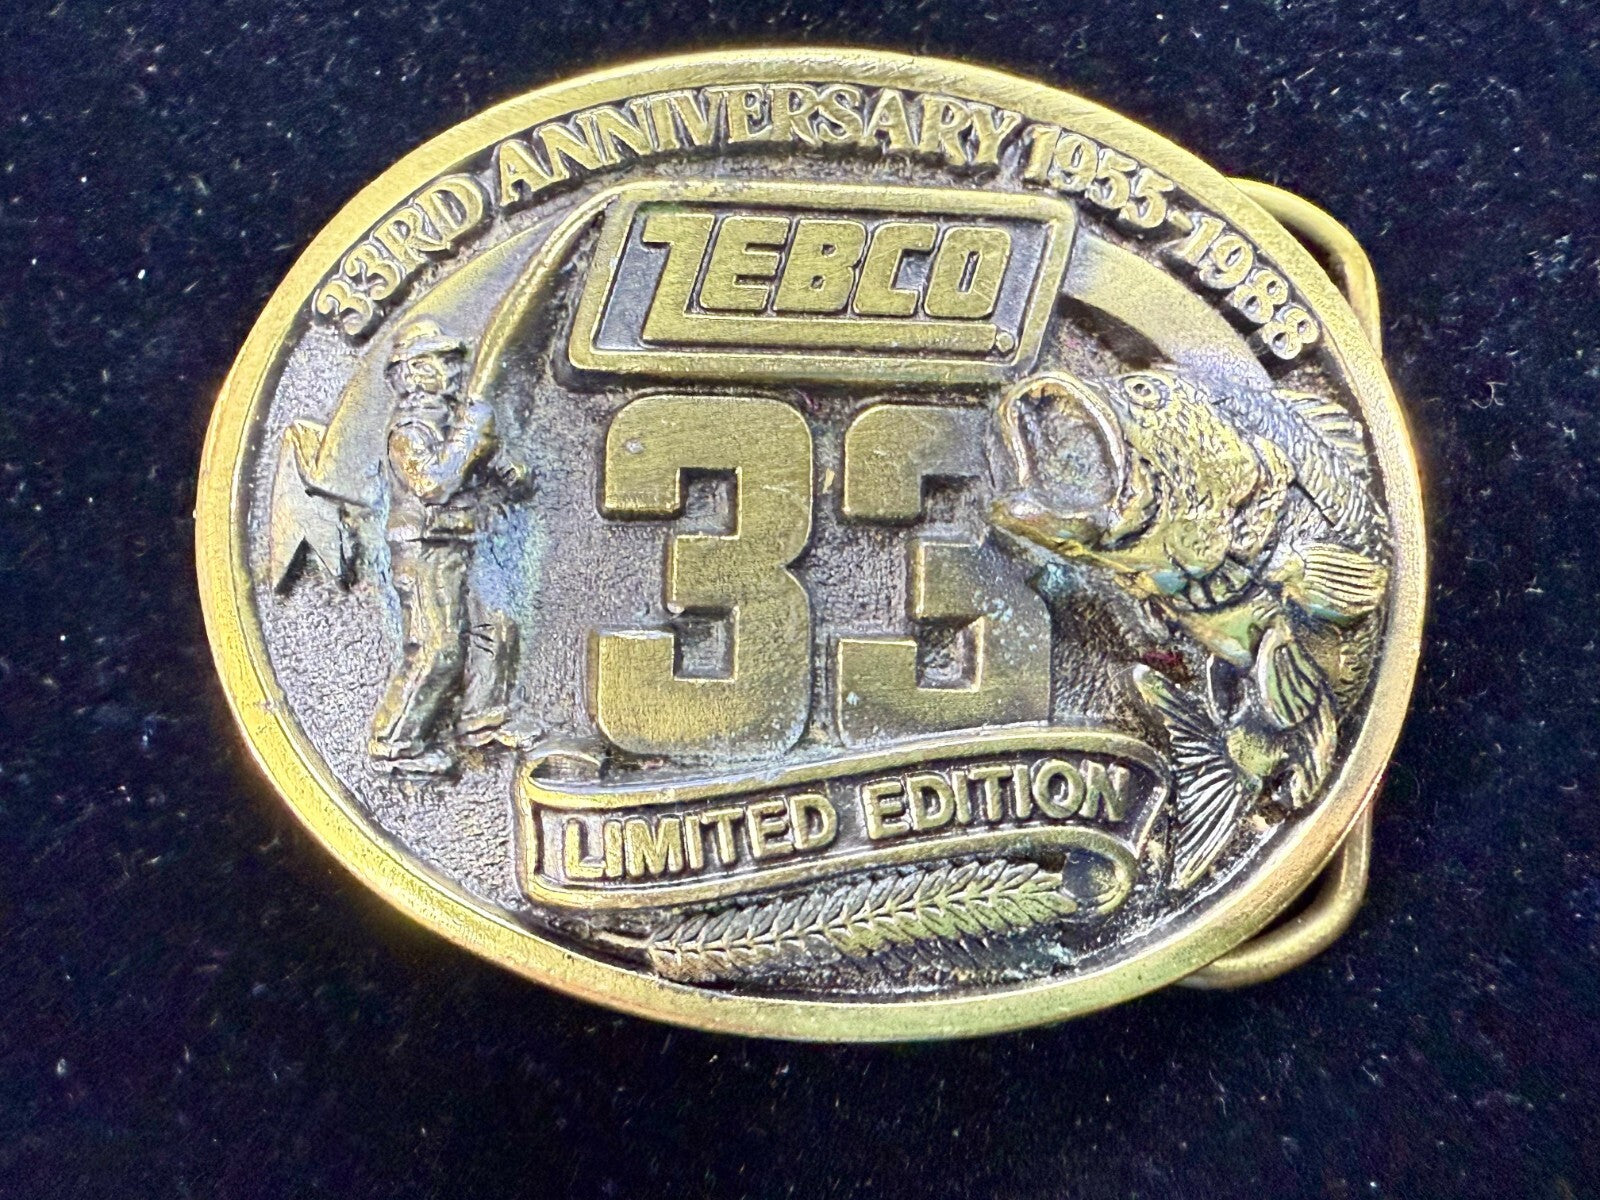 33RD ANNIVERSARY 1955-1988
ZEBCO®
33
LIMITED EDITION